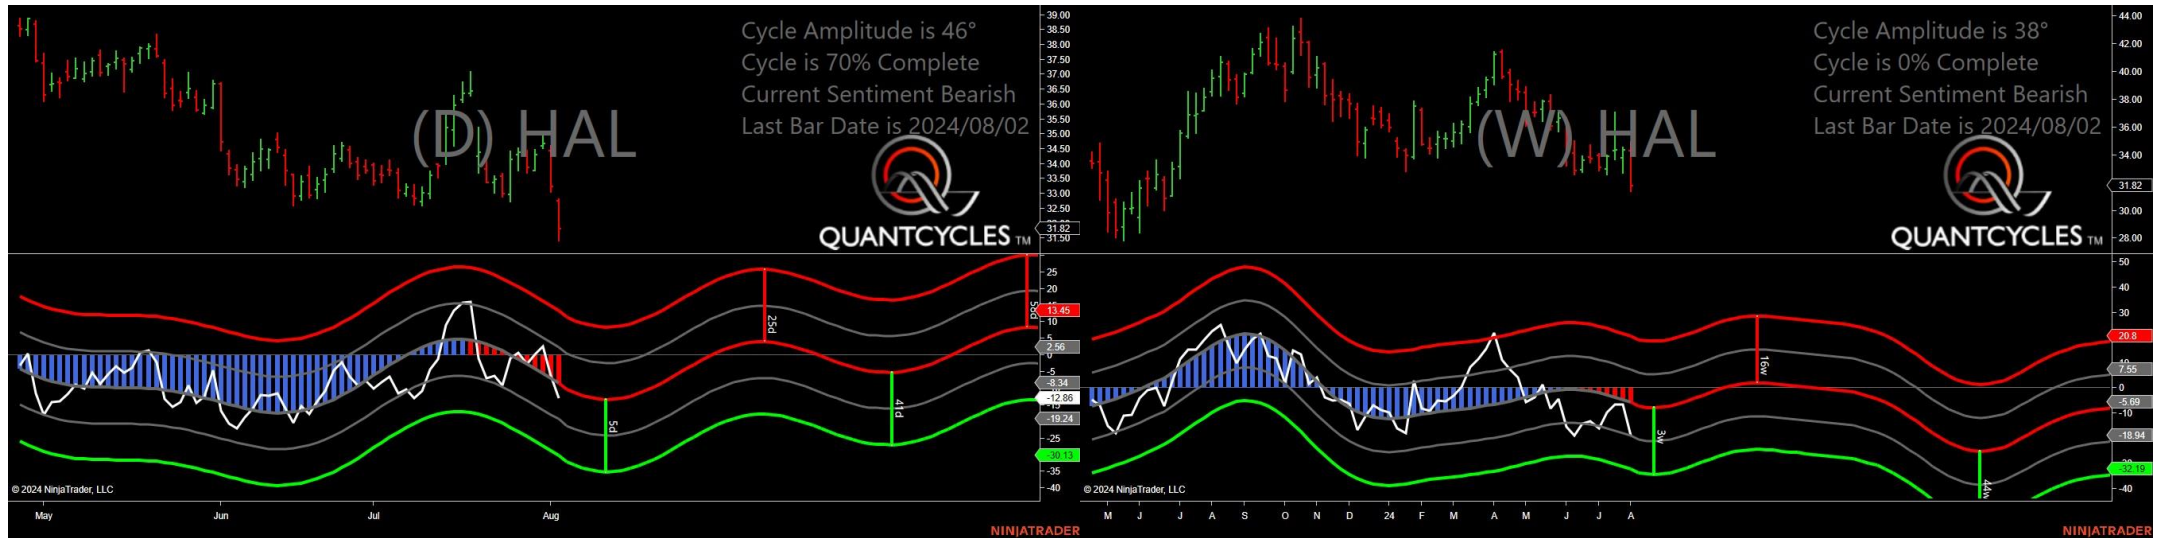 39.00
38.50
38.00
37.50
37.00
36.50
36.00
35.50
35.00
34.50
34.00
33.50
33.00
32.50
31.82
31.50
Cycle Amplitude is 46°
Cycle is 70% Complete
Current Sentiment Bearish
Last Bar Date is 2024/08/02
(D) HAL
QUANTCYCLES TM
25
20
13.45
10
5
2.56
0
-5
-8.34
-12.86
-19.24
-25
-30.13
-35
-40
5d
25d
41d
58d
© 2024 NinjaTrader, LLC
May Jun Jul Aug
NINJATRADER
44.00
42.00
40.00
38.00
36.00
34.00
31.82
30.00
28.00
Cycle Amplitude is 38°
Cycle is 0% Complete
Current Sentiment Bearish
Last Bar Date is 2024/08/02
(W) HAL
QUANTCYCLES TM
50
40
30
20.8
7.55
0
-5.69
-10
-18.94
-32.19
-40
3w
16w
44w
© 2024 NinjaTrader, LLC
M J J A S O N D 24 F M A M J J A
NINJATRADER